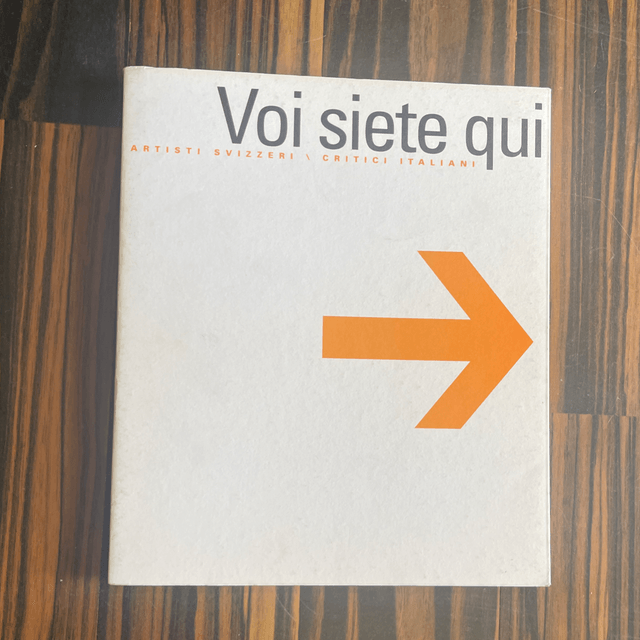 Voi siete qui
ARTISTI SVIZZERI \ CRITICI ITALIANI